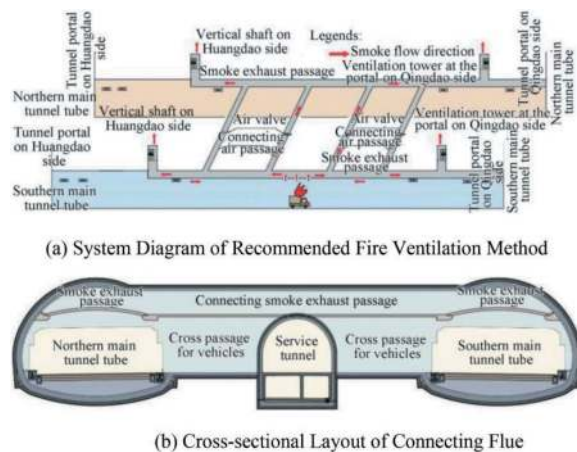 Tunnel portal
on Huangdao
side
Vertical shaft on
Huangdao side
Legends:
Smoke flow direction
Ventilation tower at the
portal on Qingdao side
Tunnel portal on
Qingdao side
Northern main
tunnel tube
Smoke exhaust passage
Northern main
tunnel tube
Vertical shaft on
Huangdao side
Air valve
Connecting
air passage
Air valve
Connecting
air passage
Ventilation tower at the
portal on Qingdao side
Tunnel portal
on Huangdao
side
Smoke exhaust
passage
Tunnel portal
on Qingdao
side
Southern main
tunnel tube
Southern main
tunnel tube
(a) System Diagram of Recommended Fire Ventilation Method
Smoke exhaust
passage
Connecting smoke exhaust passage
Smoke exhaust
passage
Northern main
tunnel tube
Cross passage
for vehicles
Service
tunnel
Cross passage
for vehicles
Southern main
tunnel tube
(b) Cross-sectional Layout of Connecting Flue